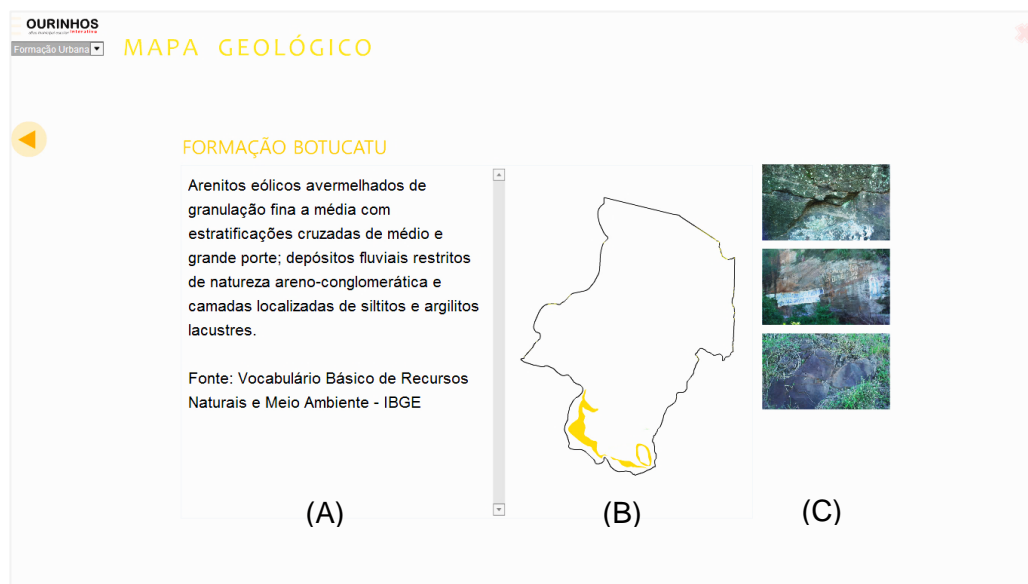 OURINHOS
interativo
Formação Urbana
MAPA GEOLÓGICO
FORMAÇÃO BOTUCATU
Arenitos eólicos avermelhados de
granulação fina a média com
estratificações cruzadas de médio e
grande porte; depósitos fluviais restritos
de natureza areno-conglomerática e
camadas localizadas de siltitos e argilitos
lacustres.
Fonte: Vocabulário Básico de Recursos
Naturais e Meio Ambiente - IBGE
(A)
(B)
(C)